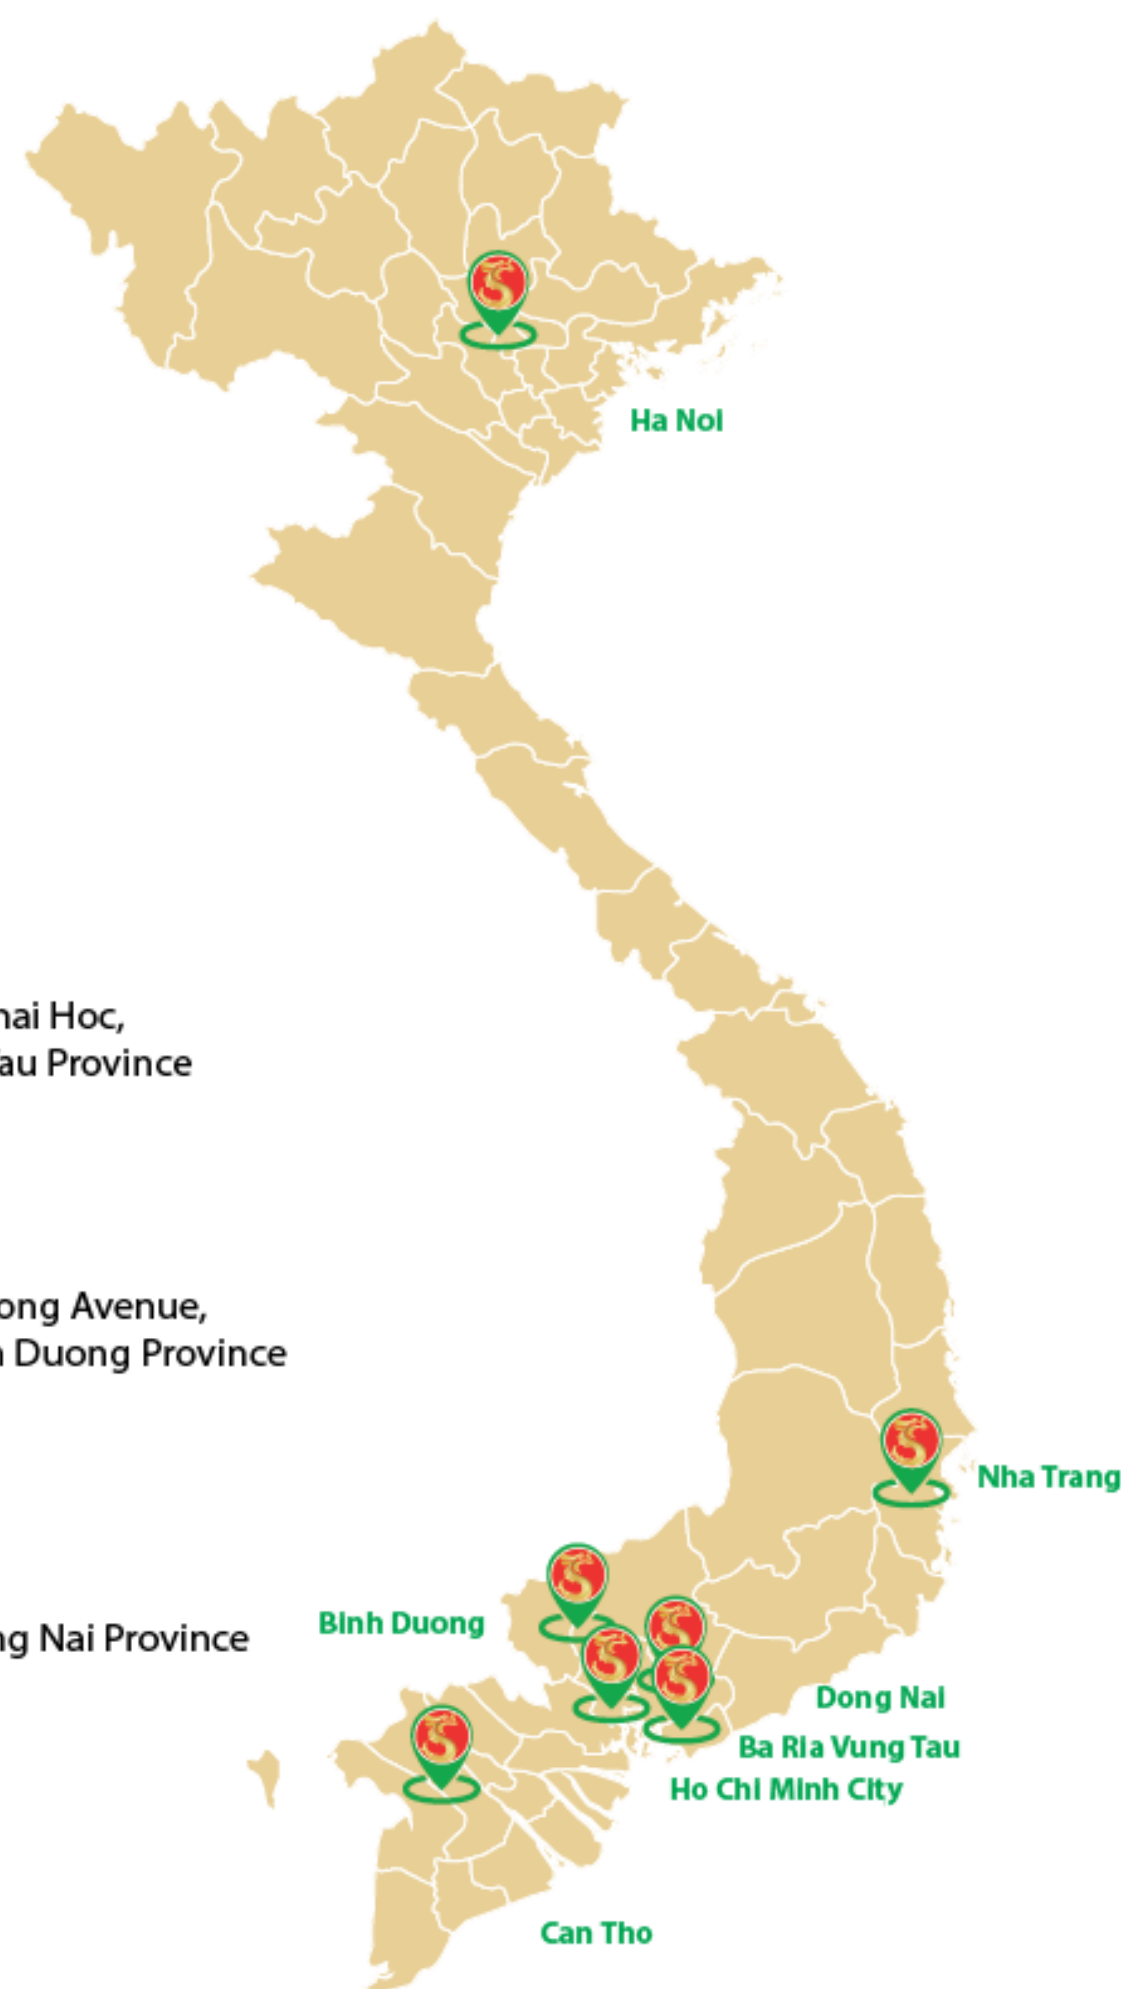 Ha Noi
hai Hoc,
Tau Province
ong Avenue,
Duong Province
Nha Trang
Binh Duong
ng Nai Province
Dong Nai
Ba Ria Vung Tau
Ho Chi Minh City
Can Tho